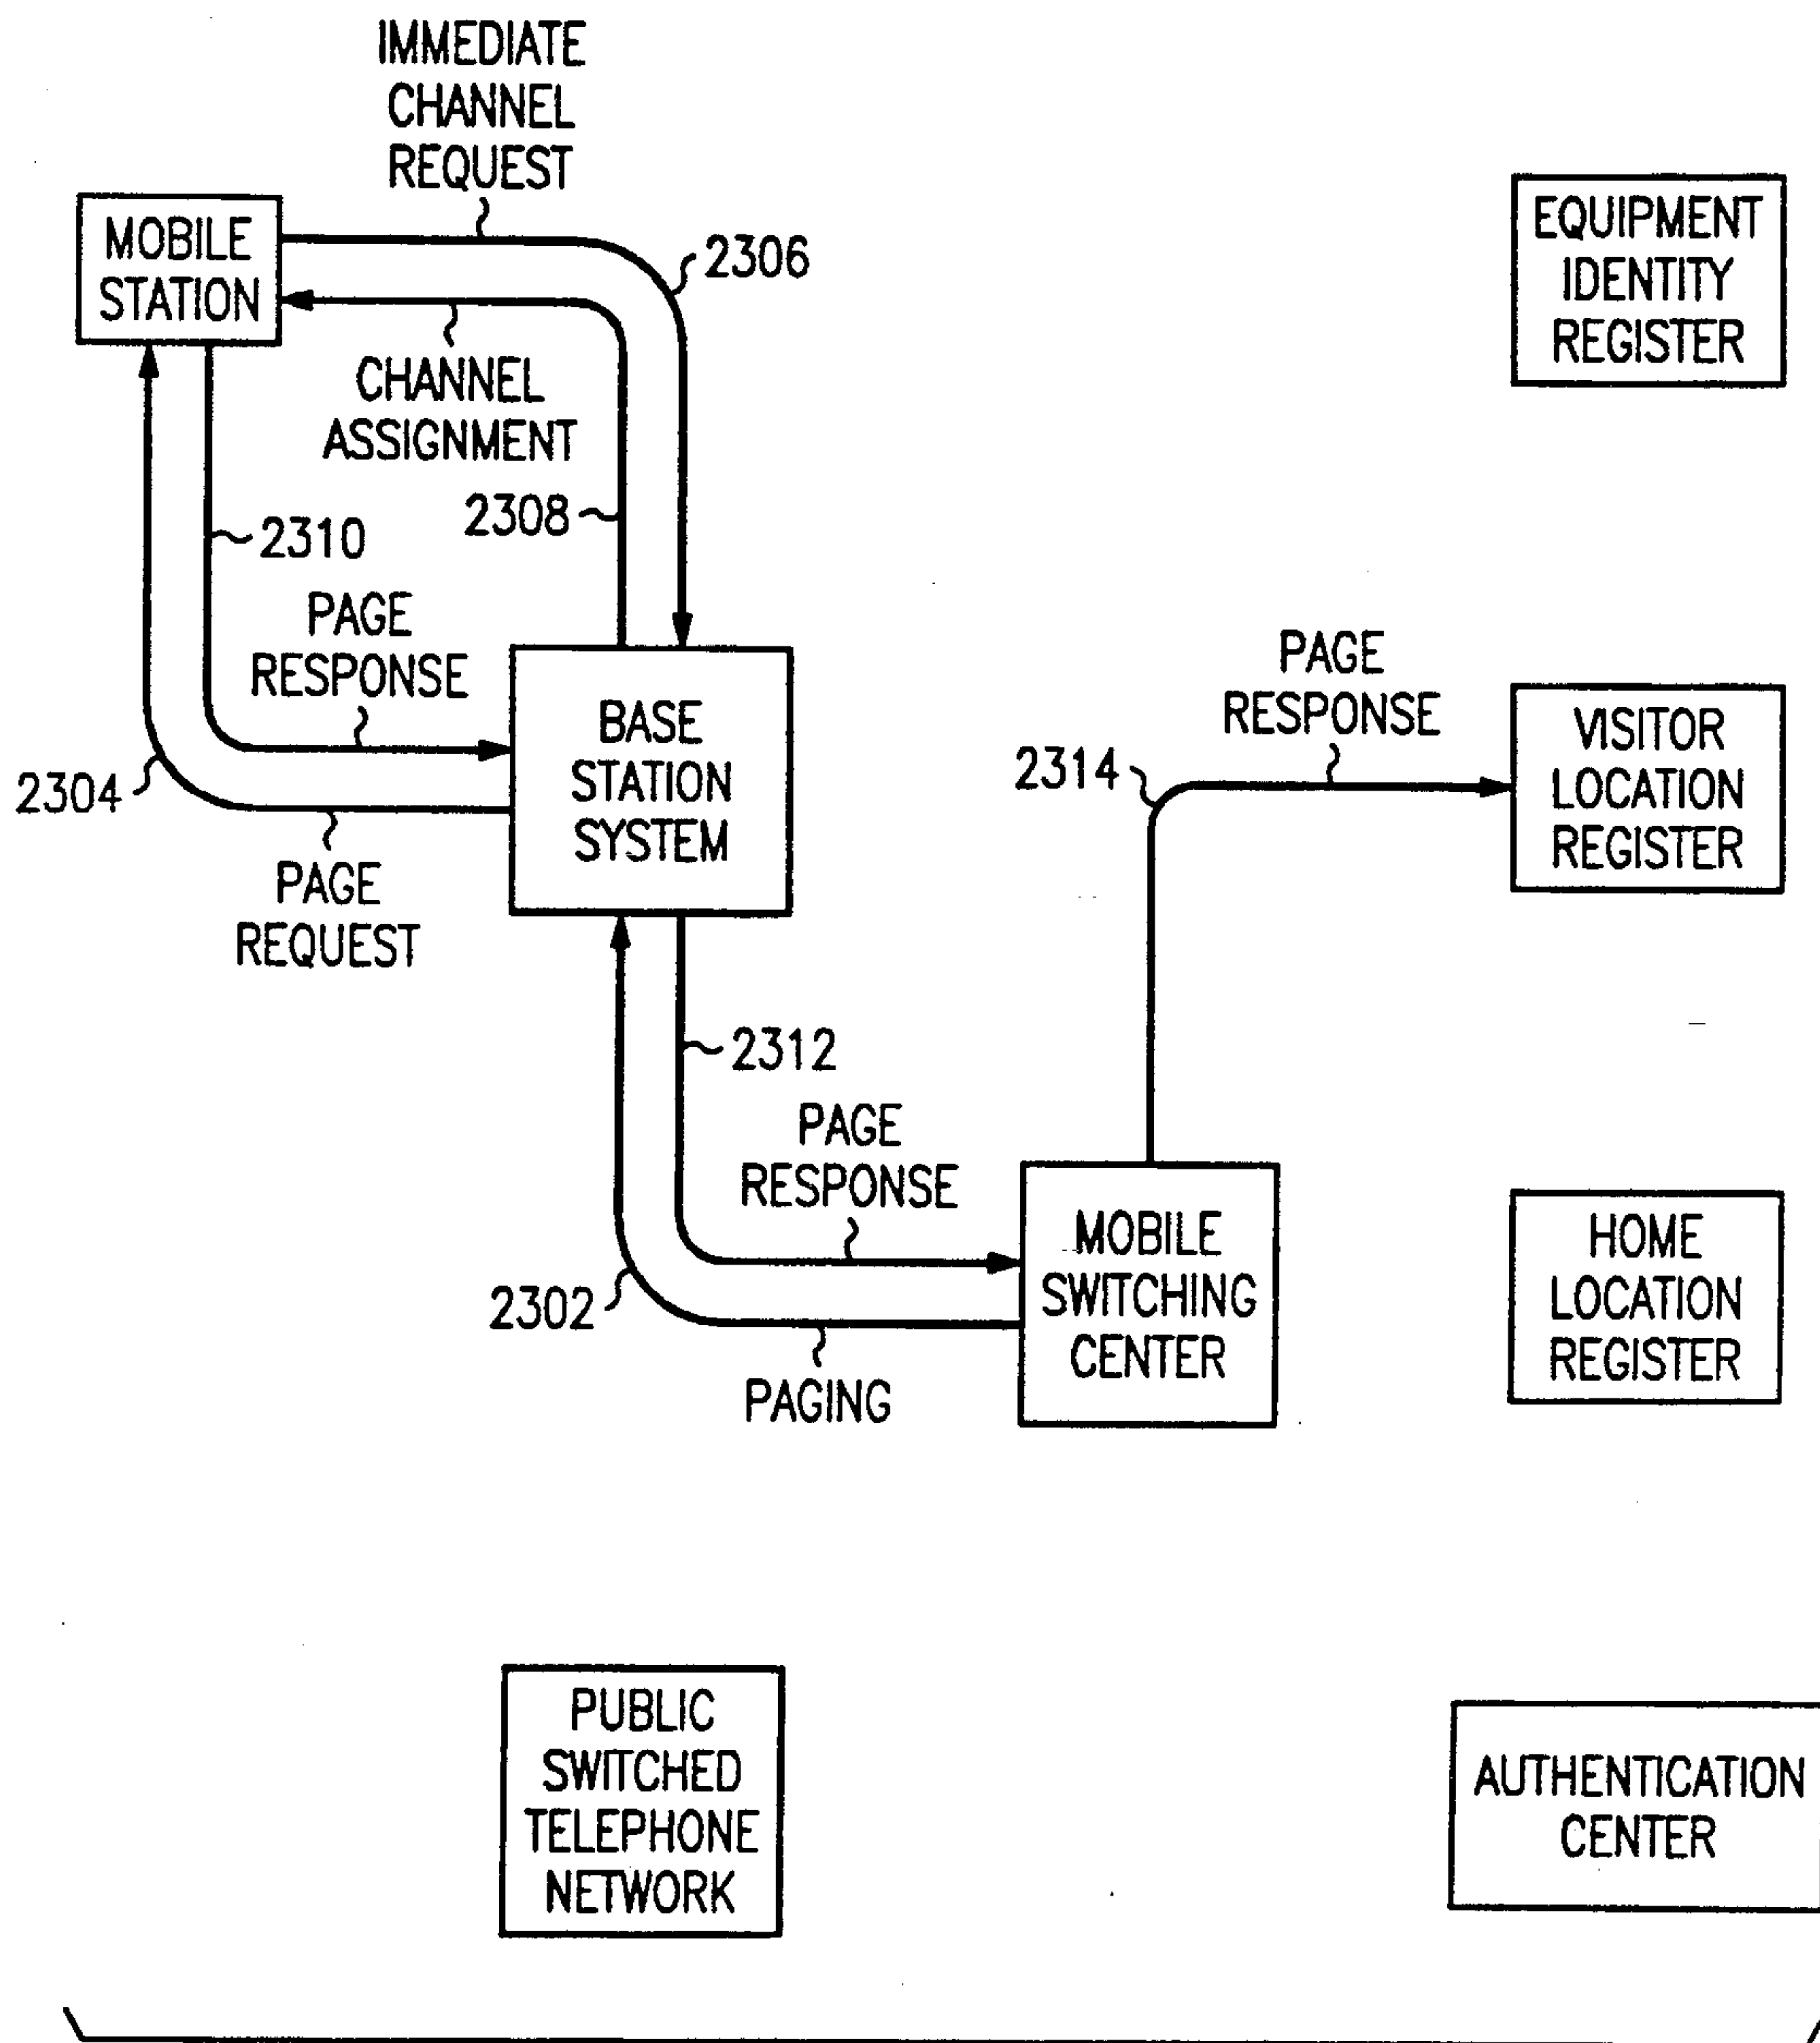 IMMEDIATE
CHANNEL
REQUEST
MOBILE
STATION
2306
EQUIPMENT
IDENTITY
REGISTER
CHANNEL
ASSIGNMENT
2308
2310
PAGE
RESPONSE
2304
PAGE
REQUEST
BASE
STATION
SYSTEM
PAGE
RESPONSE
2314
VISITOR
LOCATION
REGISTER
2312
PAGE
RESPONSE
2302
PAGING
MOBILE
SWITCHING
CENTER
HOME
LOCATION
REGISTER
PUBLIC
SWITCHED
TELEPHONE
NETWORK
AUTHENTICATION
CENTER